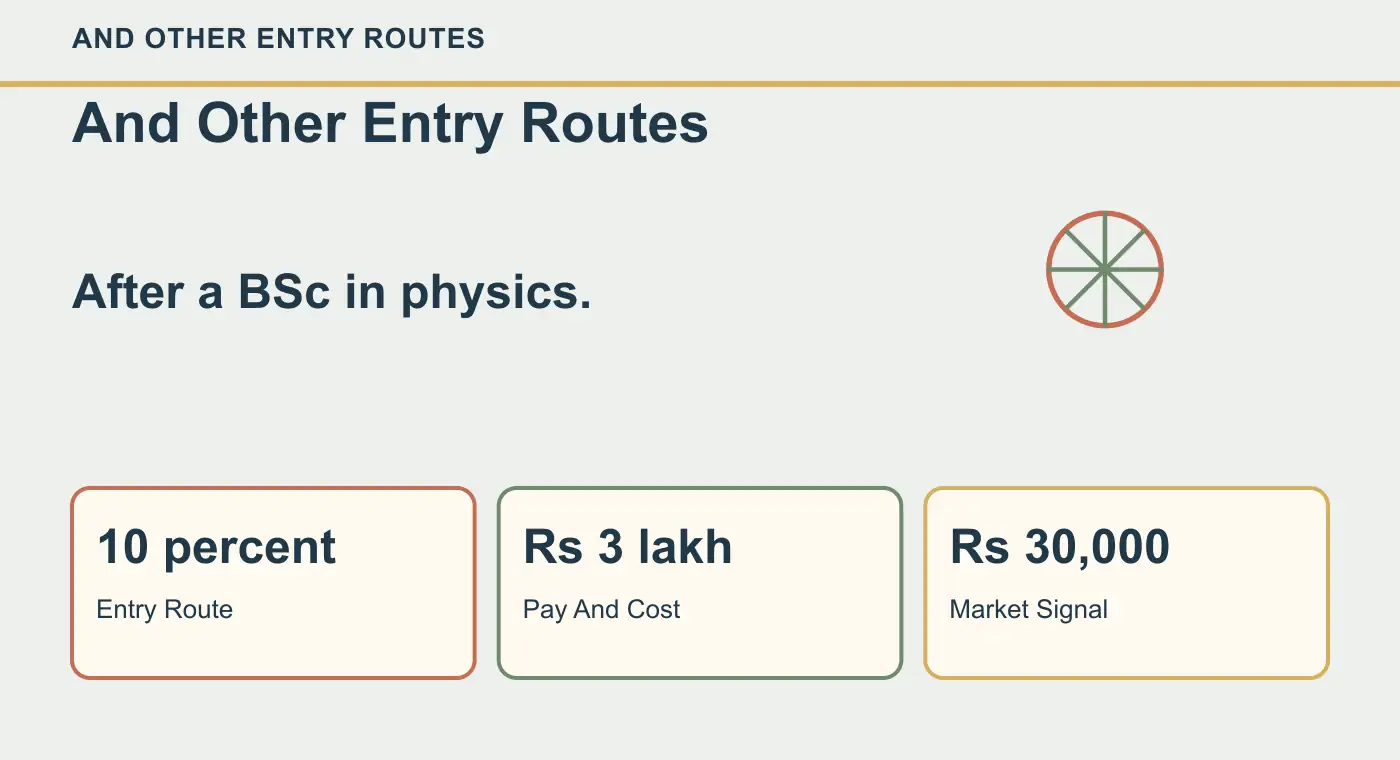 AND OTHER ENTRY ROUTES
And Other Entry Routes
After a BSc in physics.
10 percent
Entry Route
Rs 3 lakh
Pay And Cost
Rs 30,000
Market Signal